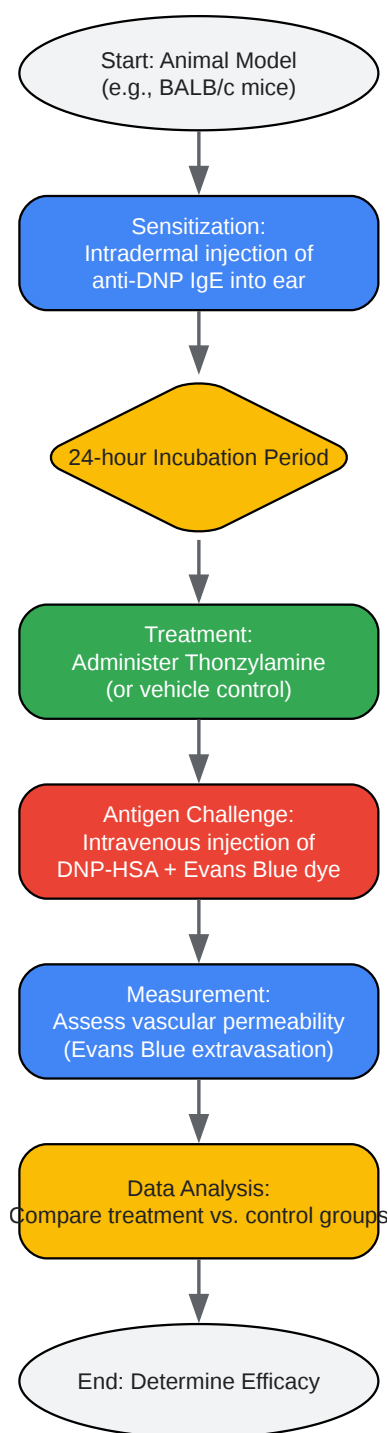 Start: Animal Model
(e.g., BALB/c mice)
Sensitization:
Intradermal injection of
anti-DNP IgE into ear
24-hour Incubation Period
Treatment:
Administer Thonzylamine
(or vehicle control)
Antigen Challenge:
Intravenous injection of
DNP-HSA + Evans Blue dye
Measurement:
Assess vascular permeability
(Evans Blue extravasation)
Data Analysis:
Compare treatment vs. control groups
End: Determine Efficacy